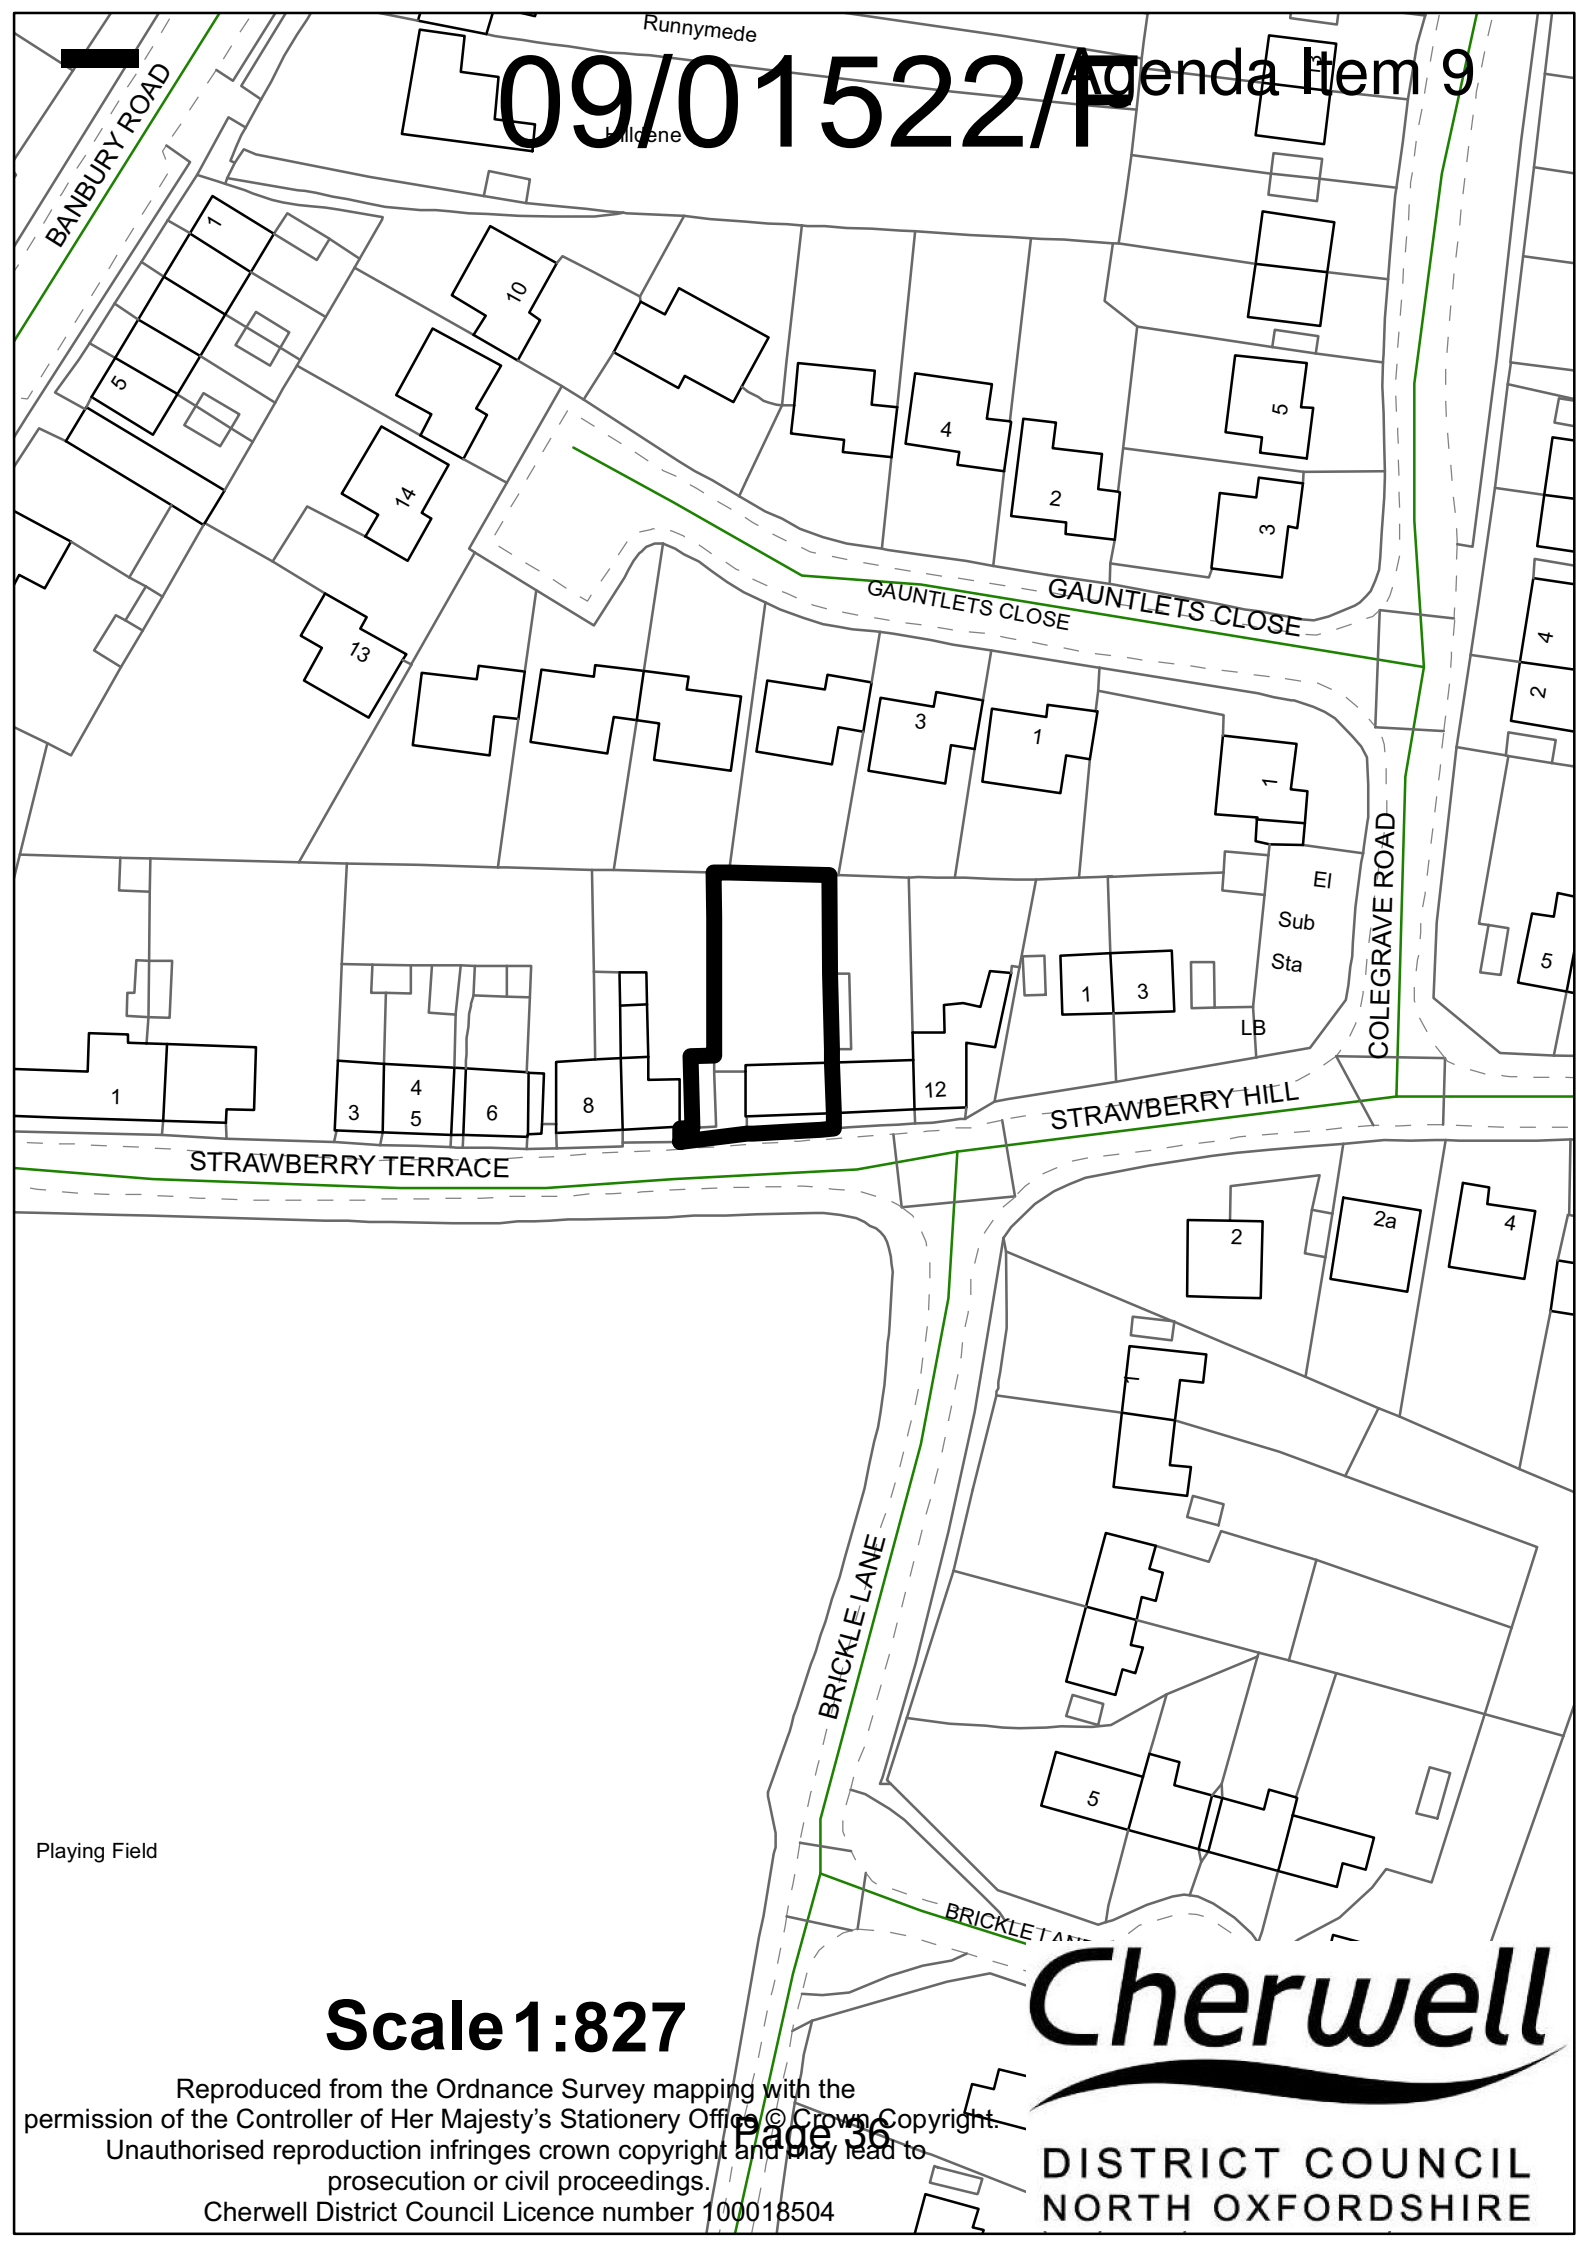 Runnymede
Agenda Item 9
09/01522/F
13
Hilldene
BANBURY ROAD
1
10
5
4
5
14
2
3
GAUNTLETS CLOSE
GAUNTLETS CLOSE
4
13
2
3
1
1
COLEGRAVE ROAD
El
Sub
Sta
5
1
3
LB
1
3
4
5
6
8
12
STRAWBERRY HILL
STRAWBERRY TERRACE
2
2a
4
1
BRICKLE LANE
5
Playing Field
BRICKLE LANE
Cherwell
DISTRICT COUNCIL
NORTH OXFORDSHIRE
Scale 1:827
Reproduced from the Ordnance Survey mapping with the
permission of the Controller of Her Majesty's Stationery Office © Crown Copyright.
Unauthorised reproduction infringes crown copyright and may lead to
prosecution or civil proceedings.
Cherwell District Council Licence number 100018504
Page 36